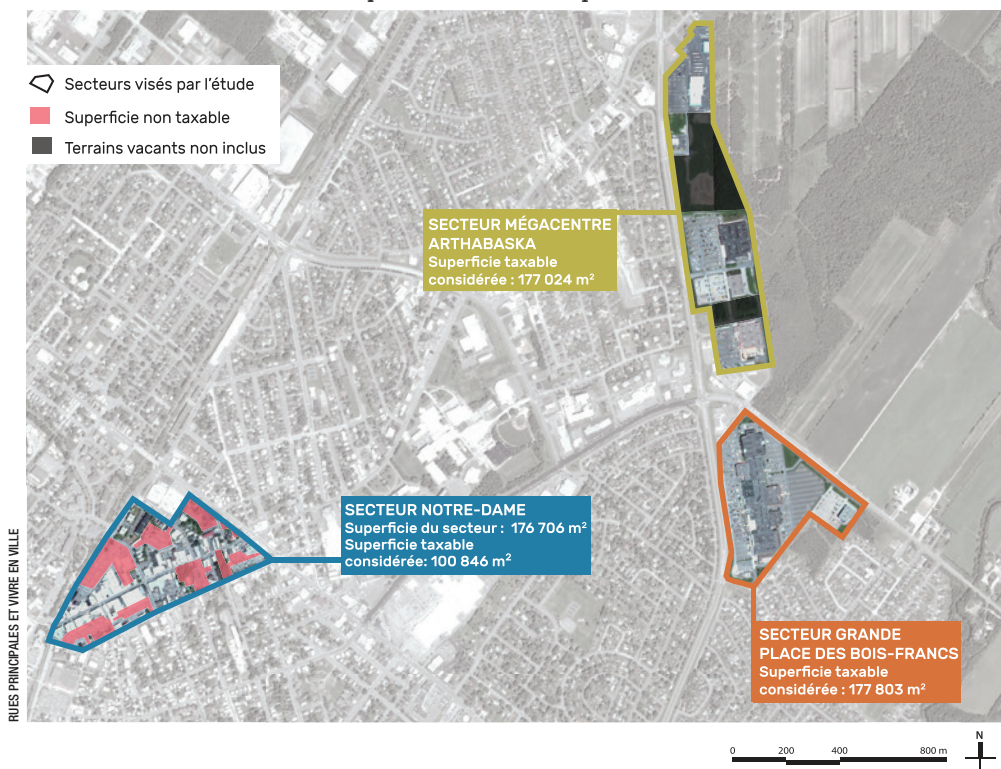 Secteurs visés par l'étude
Superficie non taxable
Terrains vacants non inclus
SECTEUR MÉGACENTRE
ARTHABASKA
Superficie taxable
considérée : 177 024 m²
SECTEUR NOTRE-DAME
Superficie du secteur : 176 706 m²
Superficie taxable
considérée: 100 846 m²
SECTEUR GRANDE
PLACE DES BOIS-FRANCS
Superficie taxable
considérée : 177 803 m²
RUES PRINCIPALES ET VIVRE EN VILLE
0 200 400 800 m
N